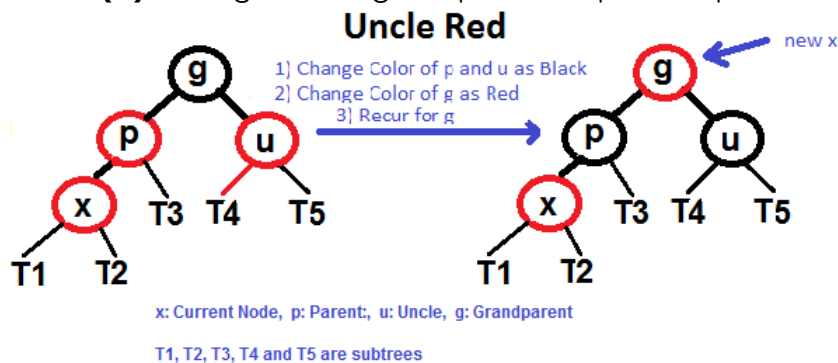 Uncle Red
new x
g
1) Change Color of p and u as Black
2) Change Color of g as Red
3) Recur for g
g
p
u
p
u
x
T3
T4
T5
x
T3
T4
T5
T1
T2
T1
T2
x: Current Node, p: Parent:, u: Uncle, g: Grandparent
T1, T2, T3, T4 and T5 are subtrees